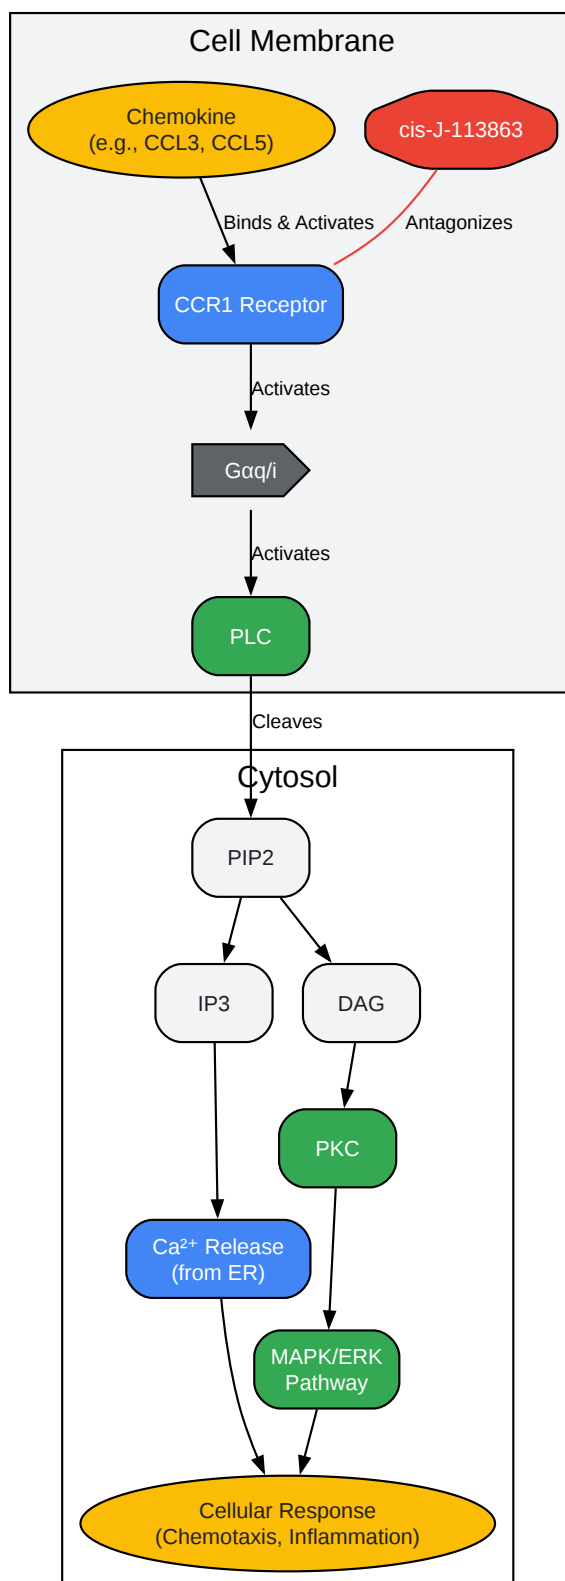 Cell Membrane
Chemokine
(e.g., CCL3, CCL5)
cis-J-113863
Binds & Activates
Antagonizes
CCR1 Receptor
Activates
Gαq/i
Activates
PLC
Cleaves
Cytosol
PIP2
IP3
DAG
PKC
Ca²⁺ Release
(from ER)
MAPK/ERK
Pathway
Cellular Response
(Chemotaxis, Inflammation)